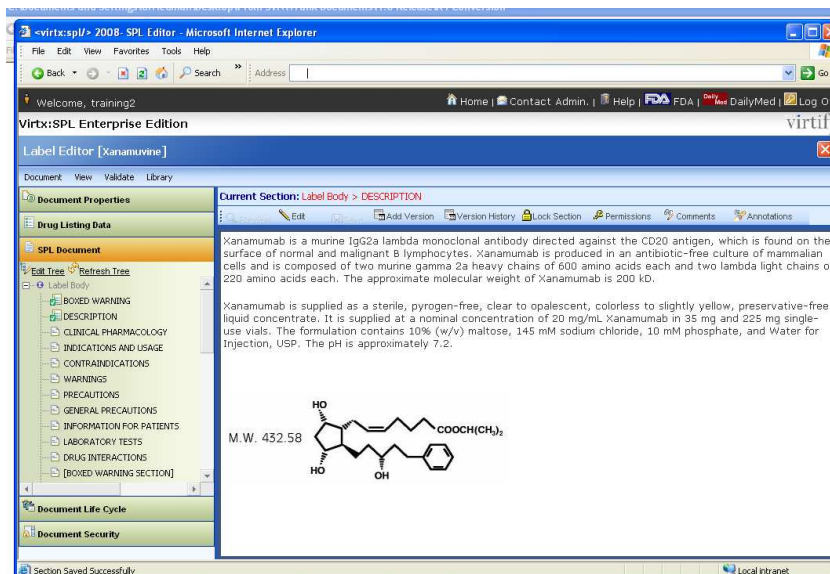 <virtx:spl/> 2008- SPL Editor - Microsoft Internet Explorer
File Edit View Favorites Tools Help
Back Search » Address
Go
Welcome, training2
Home | Contact Admin. | Help | FDA FDA | DailyMed | Log O
Virtx:SPL Enterprise Edition
virtif
Label Editor [Xanamuvine]
Document View Validate Library
Document Properties
Drug Listing Data
SPL Document
Edit Tree Refresh Tree
Label Body
BOXED WARNING
DESCRIPTION
CLINICAL PHARMACOLOGY
INDICATIONS AND USAGE
CONTRAINDICATIONS
WARNINGS
PRECAUTIONS
GENERAL PRECAUTIONS
INFORMATION FOR PATIENTS
LABORATORY TESTS
DRUG INTERACTIONS
[BOXED WARNING SECTION]
Document Life Cycle
Document Security
Current Section: Label Body > DESCRIPTION
Edit Add Version Version History Lock Section Permissions Comments Annotations
Xanamumab is a murine IgG2a lambda monoclonal antibody directed against the CD20 antigen, which is found on the
surface of normal and malignant B lymphocytes. Xanamumab is produced in an antibiotic-free culture of mammalian
cells and is composed of two murine gamma 2a heavy chains of 600 amino acids each and two lambda light chains o
220 amino acids each. The approximate molecular weight of Xanamumab is 200 kD.
Xanamumab is supplied as a sterile, pyrogen-free, clear to opalescent, colorless to slightly yellow, preservative-free
liquid concentrate. It is supplied at a nominal concentration of 20 mg/mL Xanamumab in 35 mg and 225 mg single-
use vials. The formulation contains 10% (w/v) maltose, 145 mM sodium chloride, 10 mM phosphate, and Water for
Injection, USP. The pH is approximately 7.2.
HO
COOCH(CH₃)₂
M.W. 432.58
HO
OH
Section Saved Successfully
Local intranet